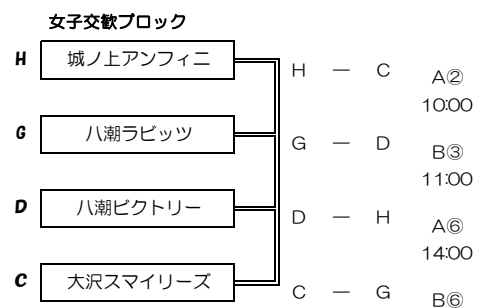 女子交歓ブロック
H 城ノ上アンフィニ
H — C A②
10:00
G 八潮ラビッツ
G — D B③
11:00
D 八潮ビクトリー
D — H A⑥
14:00
C 大沢スマイリーズ
C — G B⑥